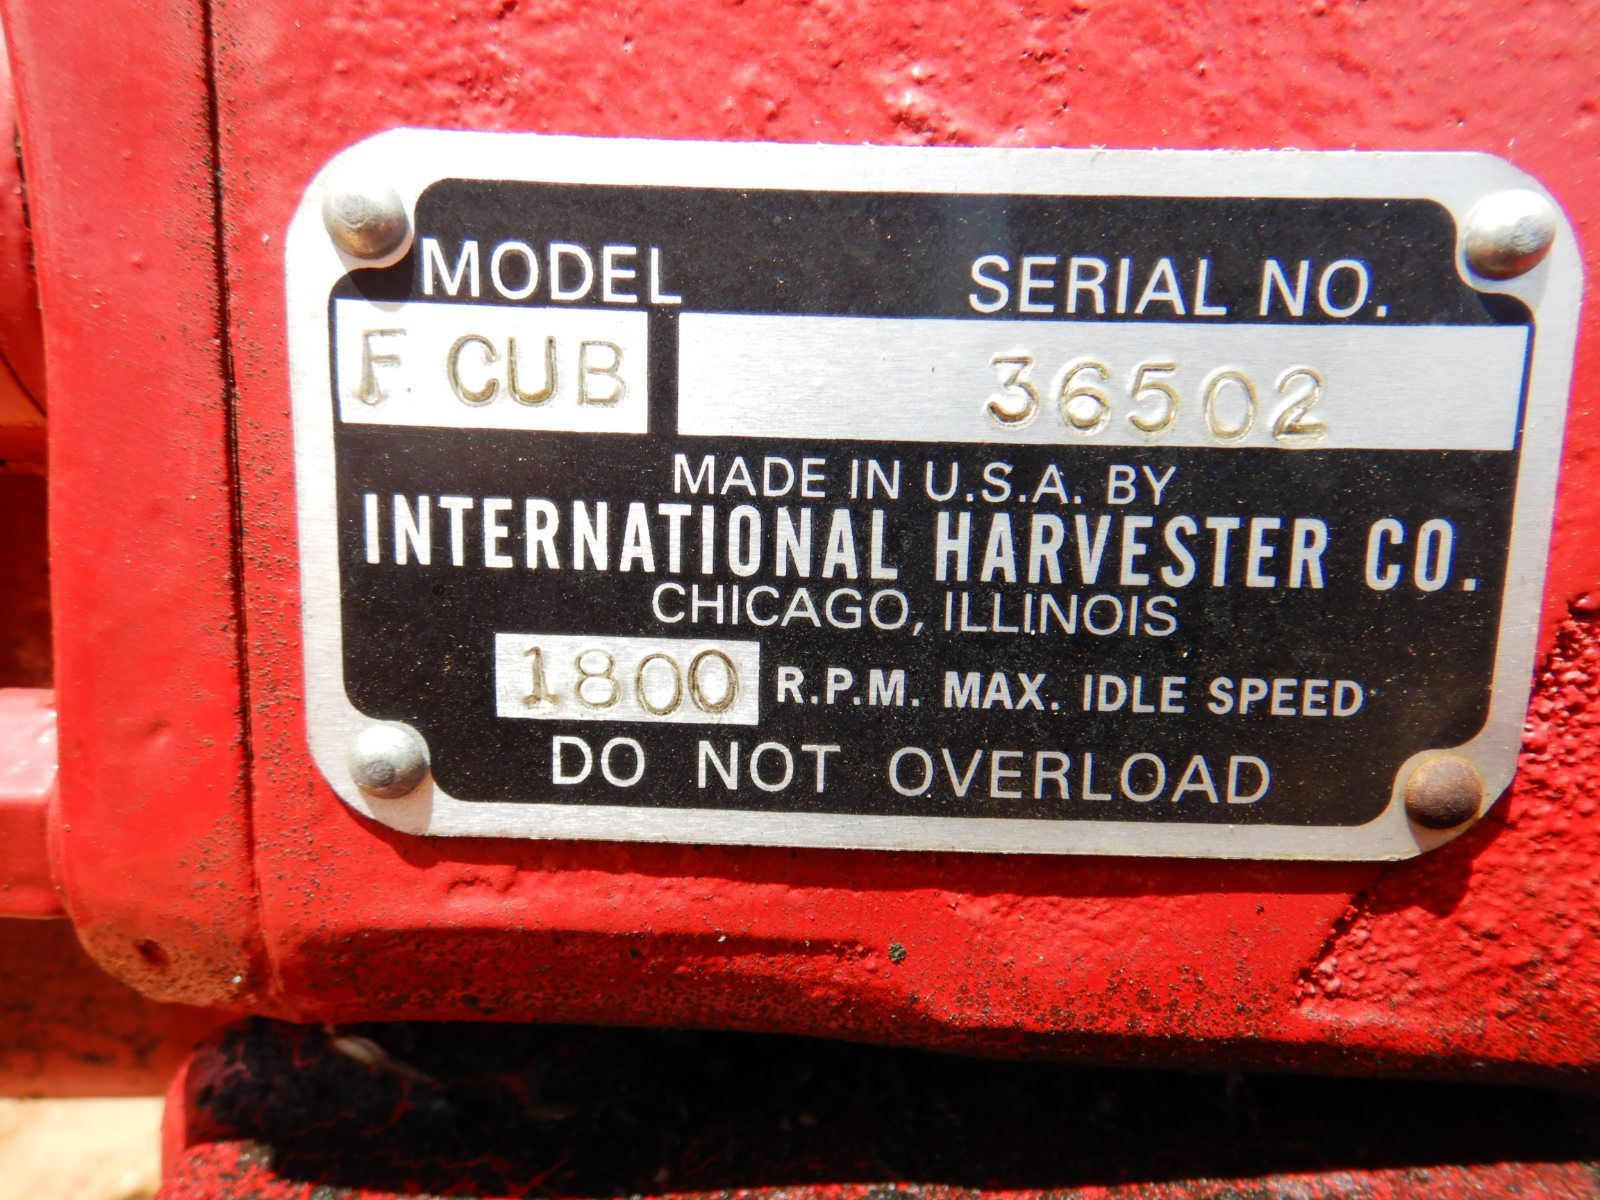 MODEL SERIAL NO.
F CUB 36502
MADE IN U.S.A. BY
INTERNATIONAL HARVESTER CO.
CHICAGO, ILLINOIS
1800 R.P.M. MAX. IDLE SPEED
DO NOT OVERLOAD